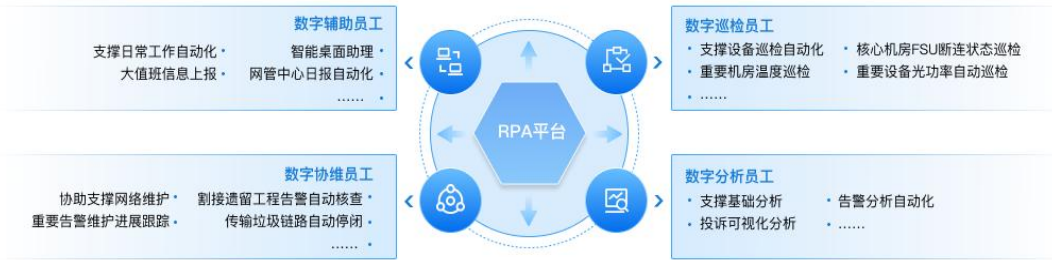 数字辅助员工
支撑日常工作自动化・ 智能桌面助理・
大值班信息上报・ 网管中心日报自动化・
……・
数字巡检员工
・支撑设备巡检自动化 ・核心机房FSU断连状态巡检
・重要机房温度巡检 ・重要设备光功率自动巡检
・……
RPA平台
数字协维员工
协助支撑网络维护・ 割接遗留工程告警自动核查・
重要告警维护进展跟踪・ 传输垃圾链路自动停闭・
……・
数字分析员工
・支撑基础分析 ・告警分析自动化
・投诉可视化分析 ・……